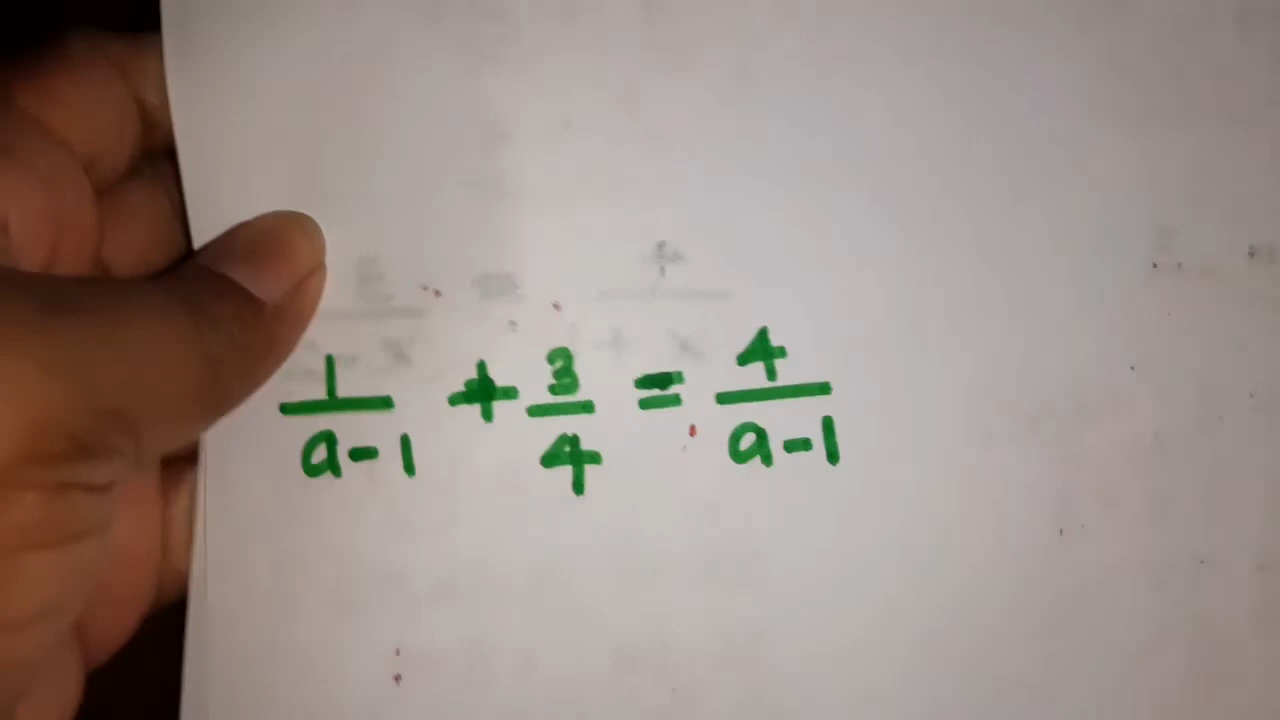 1/(a-1) + 3/4 = 4/(a-1)